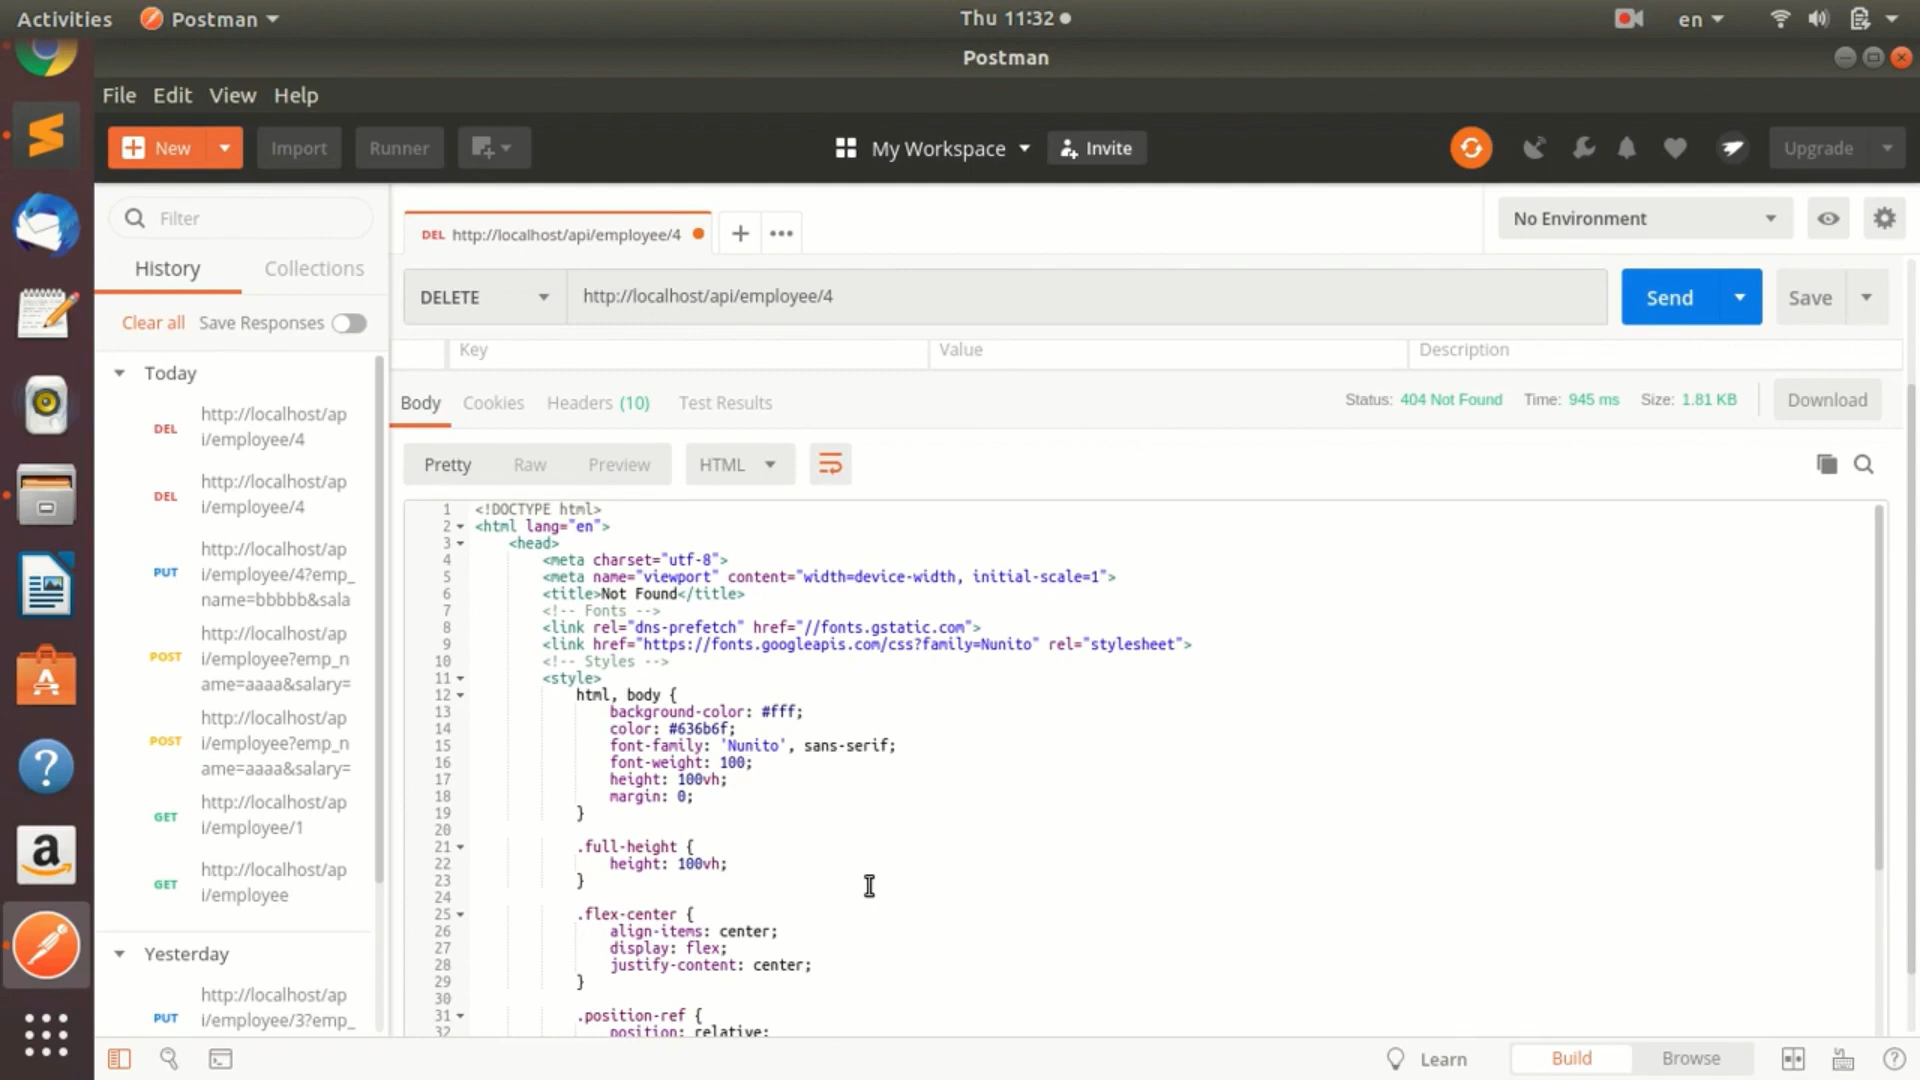 Activities Postman Thu 11:32 en
Postman
File Edit View Help
New Import Runner My Workspace Invite Upgrade
Filter
DEL http://localhost/api/employee/4
No Environment
History Collections
DELETE http://localhost/api/employee/4 Send Save
Clear all Save Responses
Key Value Description
Today
http://localhost/ap
DEL i/employee/4
http://localhost/ap
DEL i/employee/4
http://localhost/ap
PUT i/employee/4?emp_
name=bbbbb&sala
http://localhost/ap
POST i/employee?emp_n
ame=aaaa&salary=
http://localhost/ap
POST i/employee?emp_n
ame=aaaa&salary=
http://localhost/ap
GET i/employee/1
http://localhost/ap
GET i/employee
Yesterday
http://localhost/ap
PUT i/employee/3?emp_
Body Cookies Headers (10) Test Results Status: 404 Not Found Time: 945 ms Size: 1.81 KB Download
Pretty Raw Preview HTML
1 <!DOCTYPE html>
2 <html lang="en">
3 <head>
4 <meta charset="utf-8">
5 <meta name="viewport" content="width=device-width, initial-scale=1">
6 <title>Not Found</title>
7 <!-- Fonts -->
8 <link rel="dns-prefetch" href="//fonts.gstatic.com">
9 <link href="https://fonts.googleapis.com/css?family=Nunito" rel="stylesheet">
10 <!-- Styles -->
11 <style>
12 html, body {
13 background-color: #fff;
14 color: #636b6f;
15 font-family: 'Nunito', sans-serif;
16 font-weight: 100;
17 height: 100vh;
18 margin: 0;
19 }
20
21 .full-height {
22 height: 100vh;
23 }
24
25 .flex-center {
26 align-items: center;
27 display: flex;
28 justify-content: center;
29 }
30
31 .position-ref {
32 position: relative;
Learn Build Browse